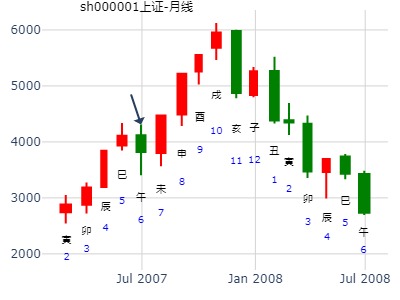 sh000001上证-月线
6000
5000
4000
3000
2000
寅
2
卯
3
辰
4
巳
5
午
6
未
7
申
8
酉
9
戌
10
亥
11
子
12
丑
1
寅
2
卯
3
辰
4
巳
5
午
6
Jul 2007
Jan 2008
Jul 2008